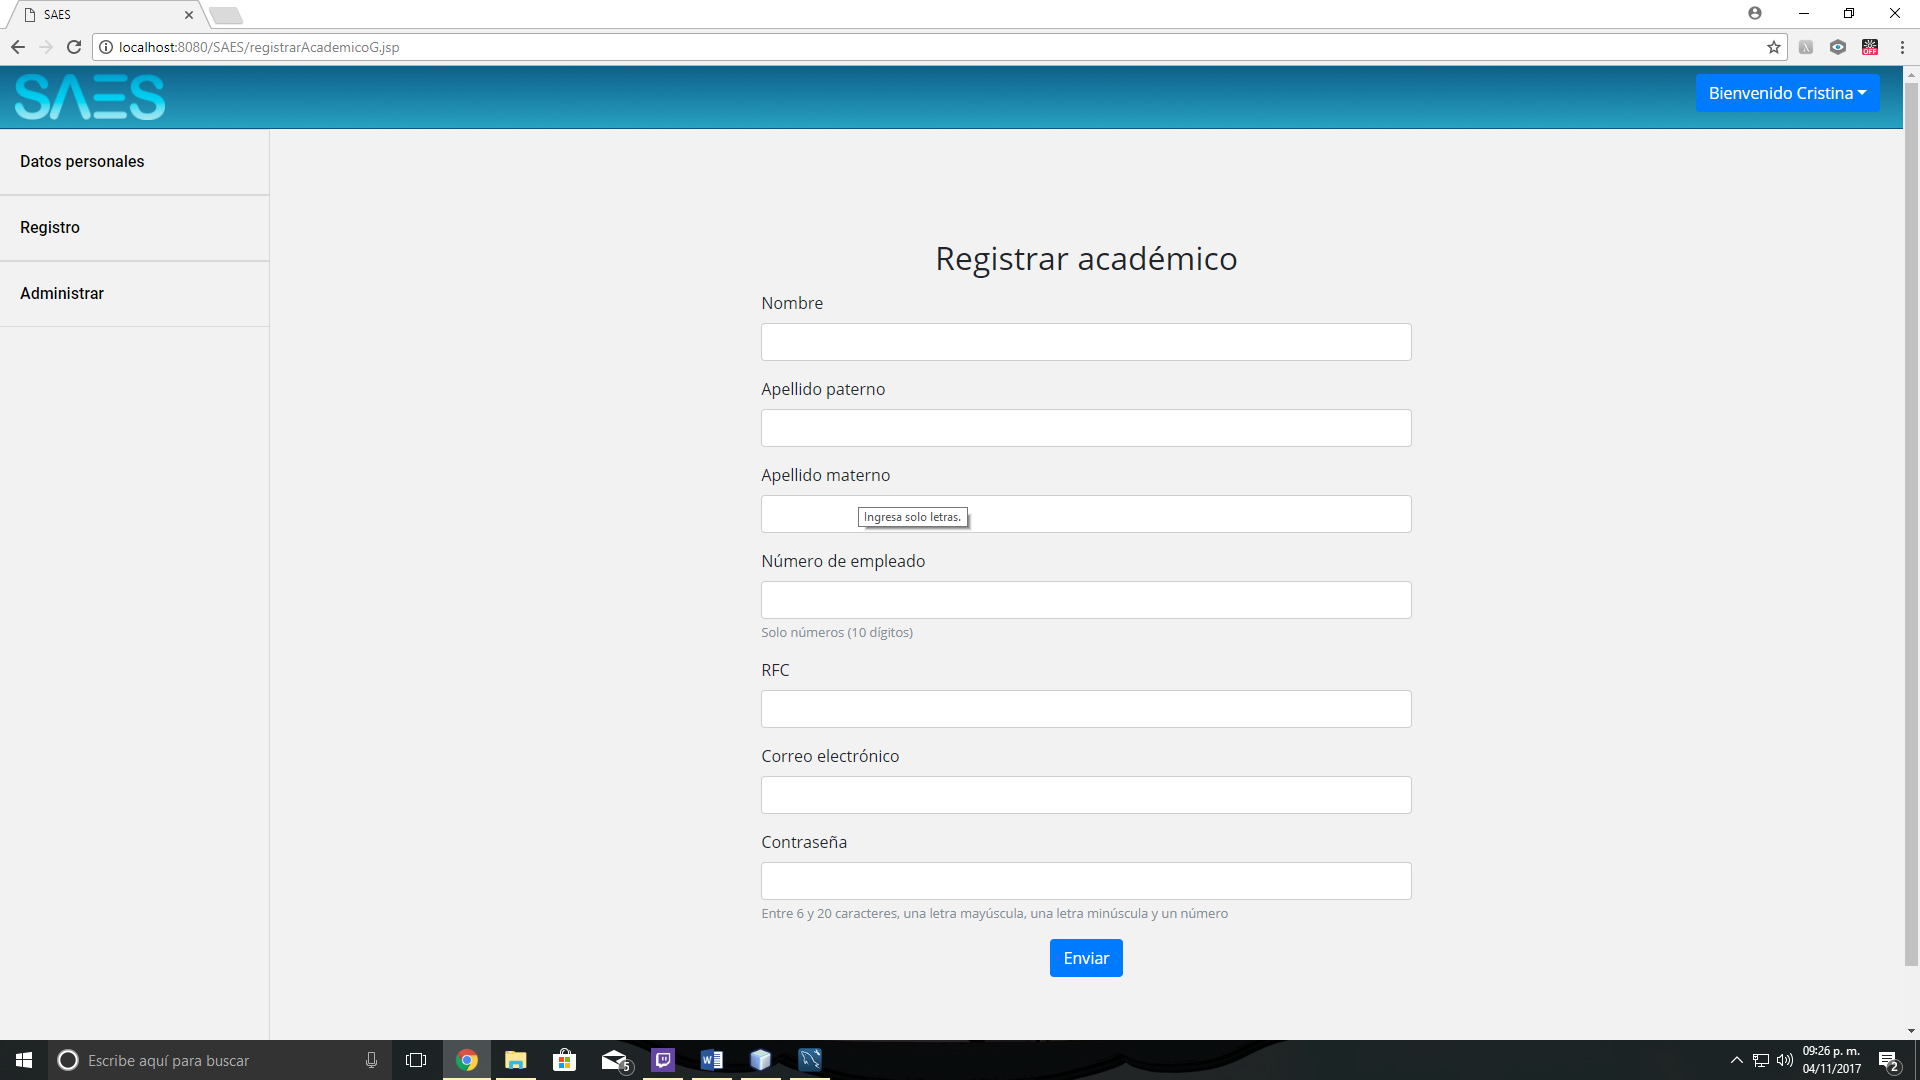 SAES
localhost:8080/SAES/registrarAcademicoG.jsp
OFF
SAES
Bienvenido Cristina
Datos personales
Registro
Administrar
Registrar académico
Nombre
Apellido paterno
Apellido materno
Ingresa solo letras.
Número de empleado
Solo números (10 dígitos)
RFC
Correo electrónico
Contraseña
Entre 6 y 20 caracteres, una letra mayúscula, una letra minúscula y un número
Enviar
Escribe aquí para buscar
5
09:26 p. m.
04/11/2017
2